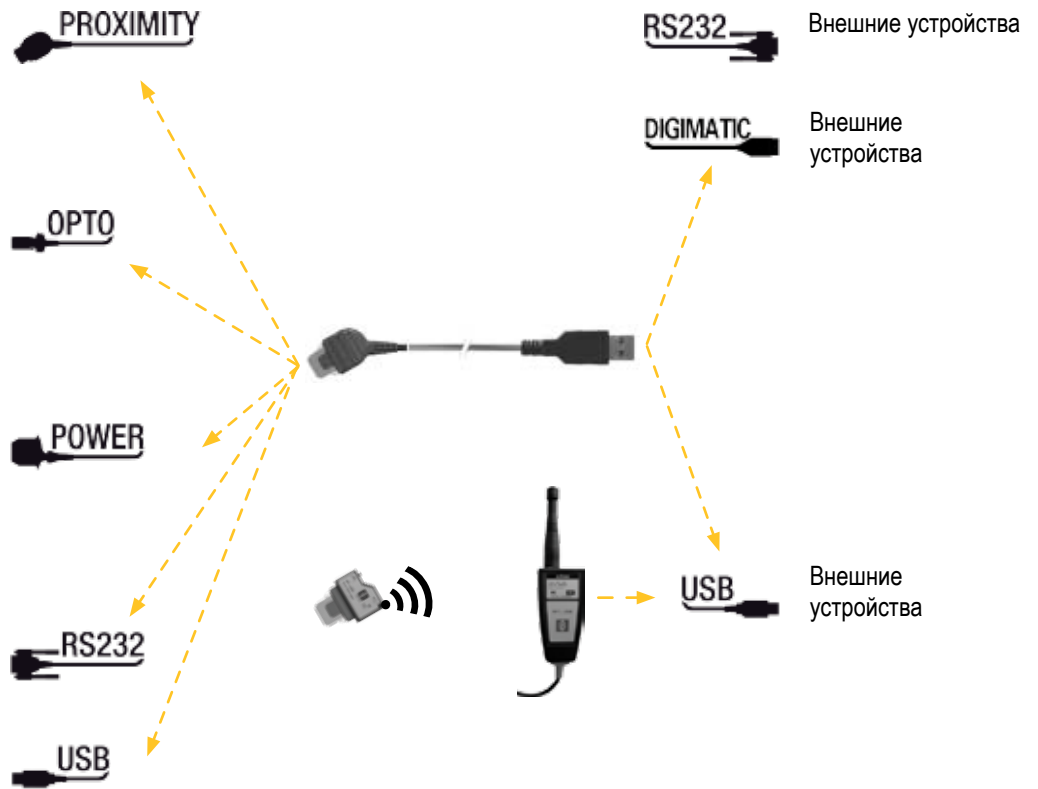 PROXIMITY
RS232
Внешние устройства
DIGIMATIC
Внешние
устройства
OPTO
POWER
USB
Внешние
устройства
RS232
USB